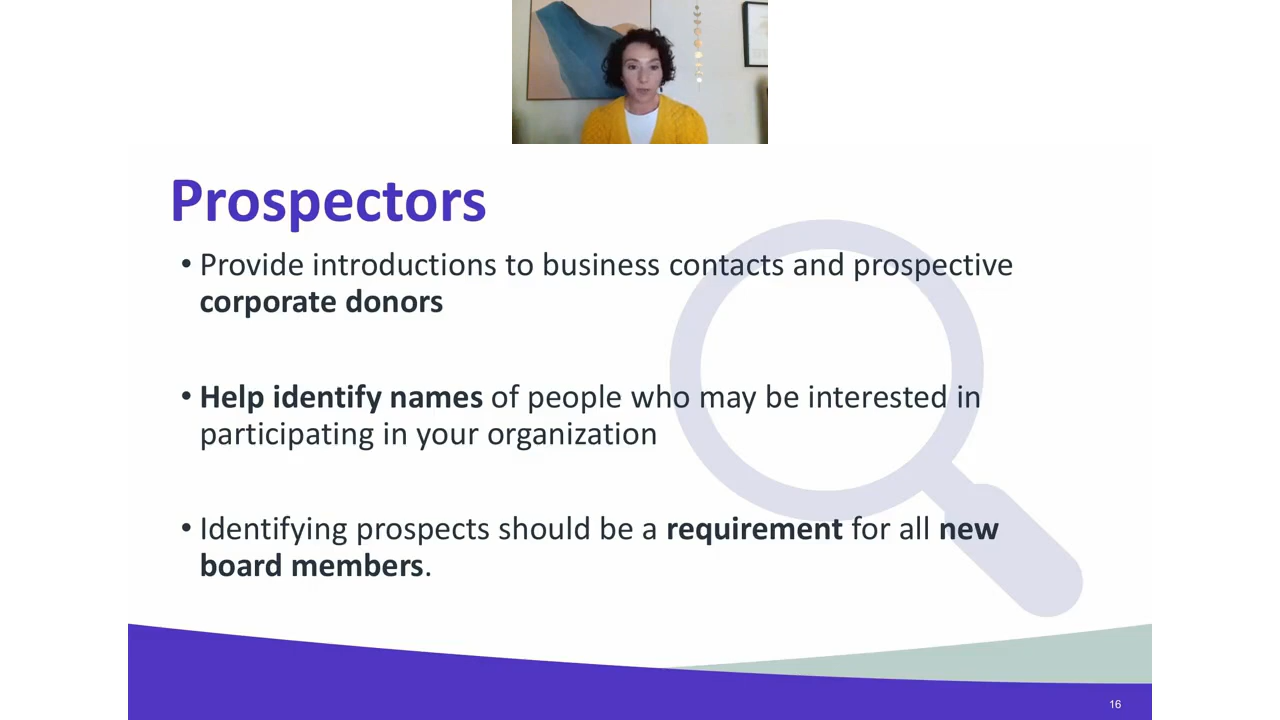 Prospectors
• Provide introductions to business contacts and prospective
corporate donors
• Help identify names of people who may be interested in
participating in your organization
• Identifying prospects should be a requirement for all new
board members.
16